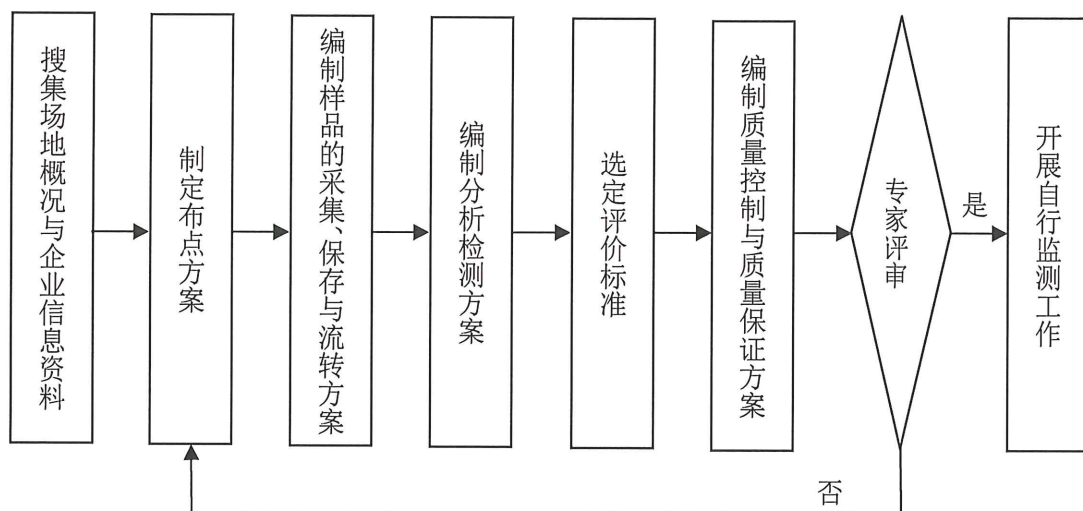 搜集场地概况与企业信息资料
制定布点方案
编制样品的采集、保存与流转方案
编制分析检测方案
选定评价标准
编制质量控制与质量保证方案
专家评审
是
否
开展自行监测工作